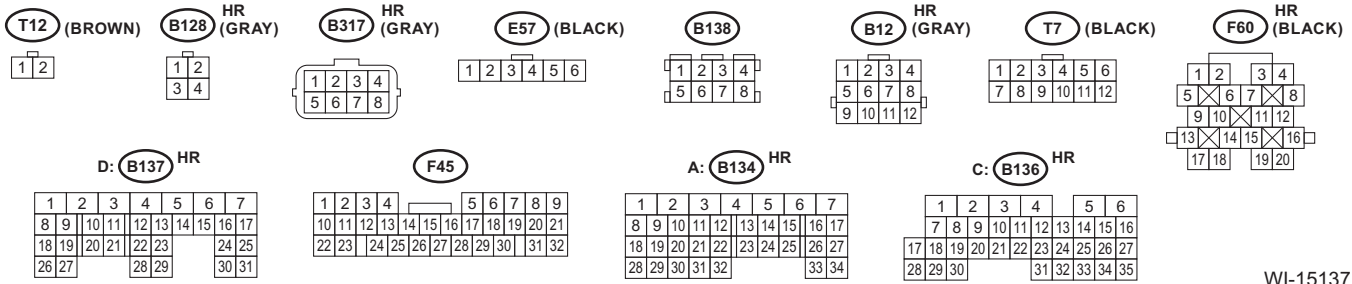 T12 (BROWN)
1 2
B128 HR (GRAY)
1 2
3 4
B317 HR (GRAY)
1 2 3 4
5 6 7 8
E57 (BLACK)
1 2 3 4 5 6
B138
1 2 3 4
5 6 7 8
B12 HR (GRAY)
1 2 3 4
5 6 7 8
9 10 11 12
T7 (BLACK)
1 2 3 4 5 6
7 8 9 10 11 12
F60 HR (BLACK)
1 2 3 4
5 6 7 8
9 10 11 12
13 14 15 16
17 18 19 20
D: B137 HR
1 2 3 4 5 6 7
8 9 10 11 12 13 14 15 16 17
18 19 20 21 22 23 24 25
26 27 28 29 30 31
F45
1 2 3 4 5 6 7 8 9
10 11 12 13 14 15 16 17 18 19 20 21
22 23 24 25 26 27 28 29 30 31 32
A: B134 HR
1 2 3 4 5 6 7
8 9 10 11 12 13 14 15 16 17
18 19 20 21 22 23 24 25 26 27
28 29 30 31 32 33 34
C: B136 HR
1 2 3 4 5 6
7 8 9 10 11 12 13 14 15 16
17 18 19 20 21 22 23 24 25 26 27
28 29 30 31 32 33 34 35
WI-15137